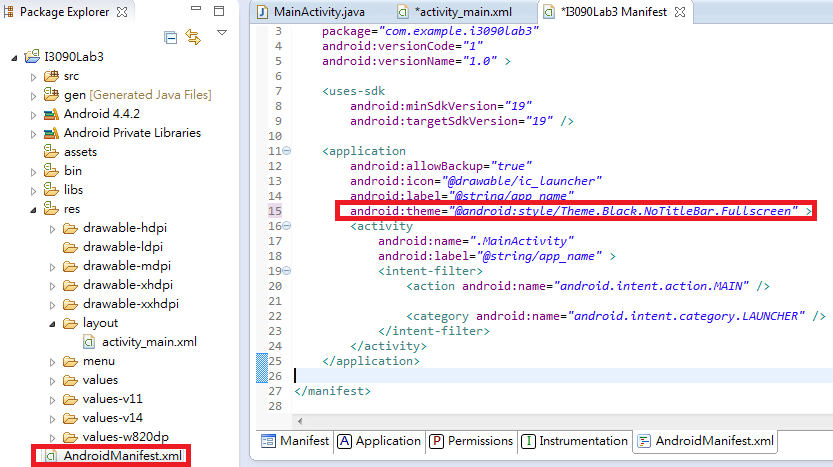 Package Explorer
I3090Lab3
src
gen [Generated Java Files]
Android 4.4.2
Android Private Libraries
assets
bin
libs
res
drawable-hdpi
drawable-ldpi
drawable-mdpi
drawable-xhdpi
drawable-xxhdpi
layout
activity_main.xml
menu
values
values-v11
values-v14
values-w820dp
AndroidManifest.xml
MainActivity.java *activity_main.xml *I3090Lab3 Manifest
3 package="com.example.i3090lab3"
4 android:versionCode="1"
5 android:versionName="1.0" >
6
7 <uses-sdk
8 android:minSdkVersion="19"
9 android:targetSdkVersion="19" />
10
11 <application
12 android:allowBackup="true"
13 android:icon="@drawable/ic_launcher"
14 android:label="@string/app_name"
15 android:theme="@android:style/Theme.Black.NoTitleBar.Fullscreen" >
16 <activity
17 android:name=".MainActivity"
18 android:label="@string/app_name" >
19 <intent-filter>
20 <action android:name="android.intent.action.MAIN" />
21
22 <category android:name="android.intent.category.LAUNCHER" />
23 </intent-filter>
24 </activity>
25 </application>
26
27 </manifest>
28
Manifest A Application P Permissions I Instrumentation AndroidManifest.xml